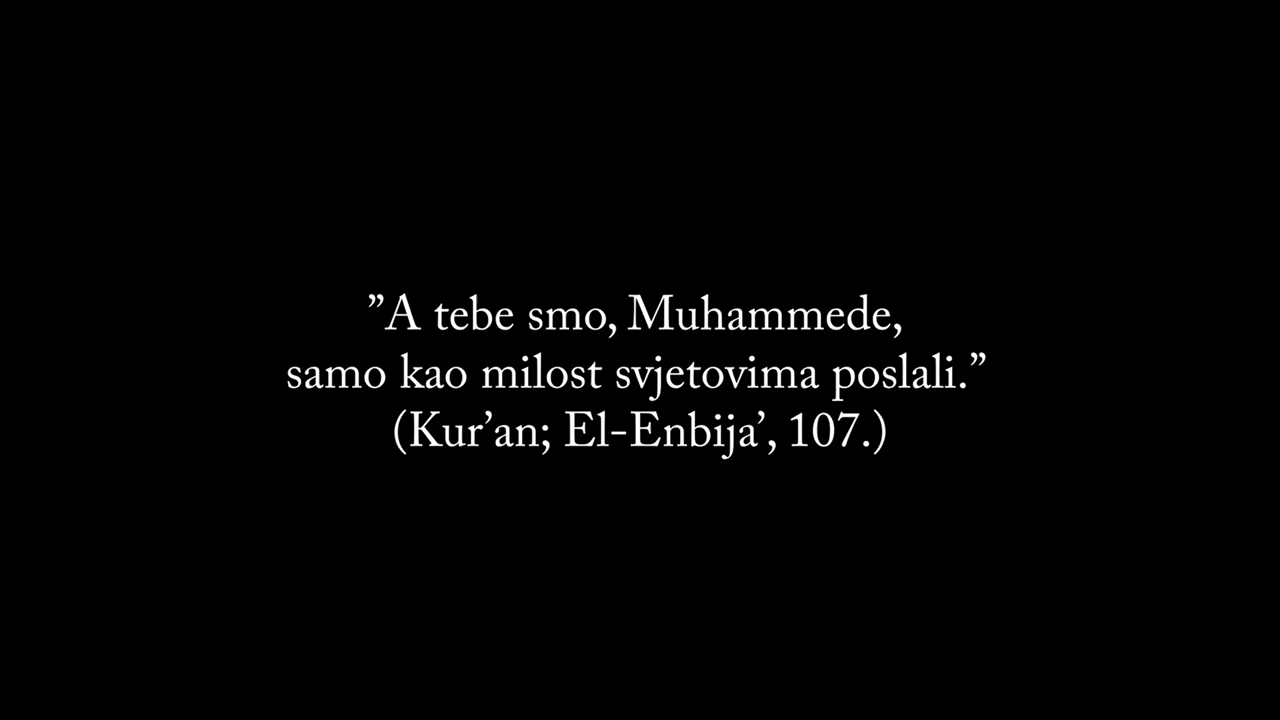 ”A tebe smo, Muhammede,
samo kao milost svjetovima poslali.”
(Kur’an; El-Enbija’, 107.)